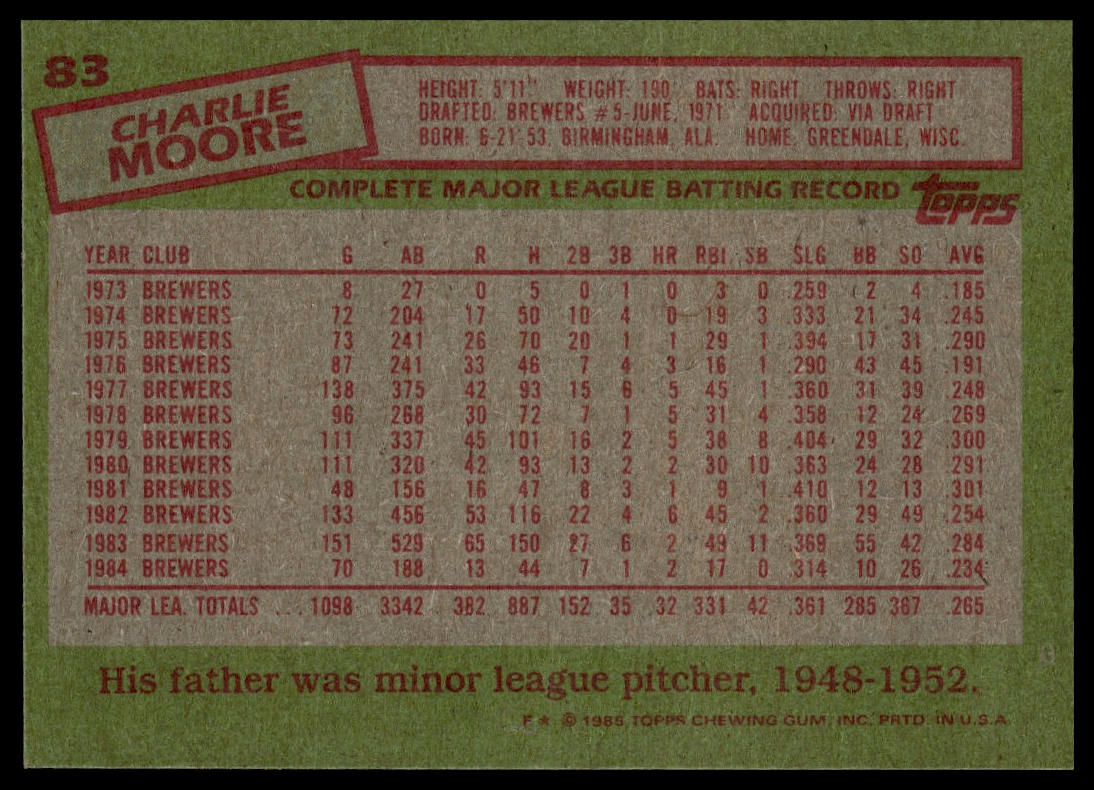 83
CHARLIE
MOORE
HEIGHT: 5'11" WEIGHT: 190 BATS: RIGHT THROWS: RIGHT
DRAFTED: BREWERS #5-JUNE, 1971 ACQUIRED: VIA DRAFT
BORN: 6-21-53, BIRMINGHAM, ALA. HOME: GREENDALE, WISC.
COMPLETE MAJOR LEAGUE BATTING RECORD
Topps
YEAR CLUB G AB R H 2B 3B HR RBI SB SLG BB SO AVG
1973 BREWERS 8 27 0 5 0 1 0 3 0 .259 2 4 .185
1974 BREWERS 72 204 17 50 10 4 0 19 3 .333 21 34 .245
1975 BREWERS 73 241 26 70 20 1 1 29 1 .394 17 31 .290
1976 BREWERS 87 241 33 46 7 4 3 16 1 .290 43 45 .191
1977 BREWERS 138 375 42 93 15 6 5 45 1 .360 31 39 .248
1978 BREWERS 96 268 30 72 7 1 5 31 4 .358 12 24 .269
1979 BREWERS 111 337 45 101 16 2 5 38 8 .404 29 32 .300
1980 BREWERS 111 320 42 93 13 2 2 30 10 .363 24 28 .291
1981 BREWERS 48 156 16 47 8 3 1 9 1 .410 12 13 .301
1982 BREWERS 133 456 53 116 22 4 6 45 2 .360 29 49 .254
1983 BREWERS 151 529 65 150 27 6 2 49 11 .369 55 42 .284
1984 BREWERS 70 188 13 44 7 1 2 17 0 .314 10 26 .234
MAJOR LEA. TOTALS ... 1098 3342 382 887 152 35 32 331 42 .361 285 367 .265
His father was minor league pitcher, 1948-1952.
F* © 1985 TOPPS CHEWING GUM, INC. PRTD. IN U.S.A.